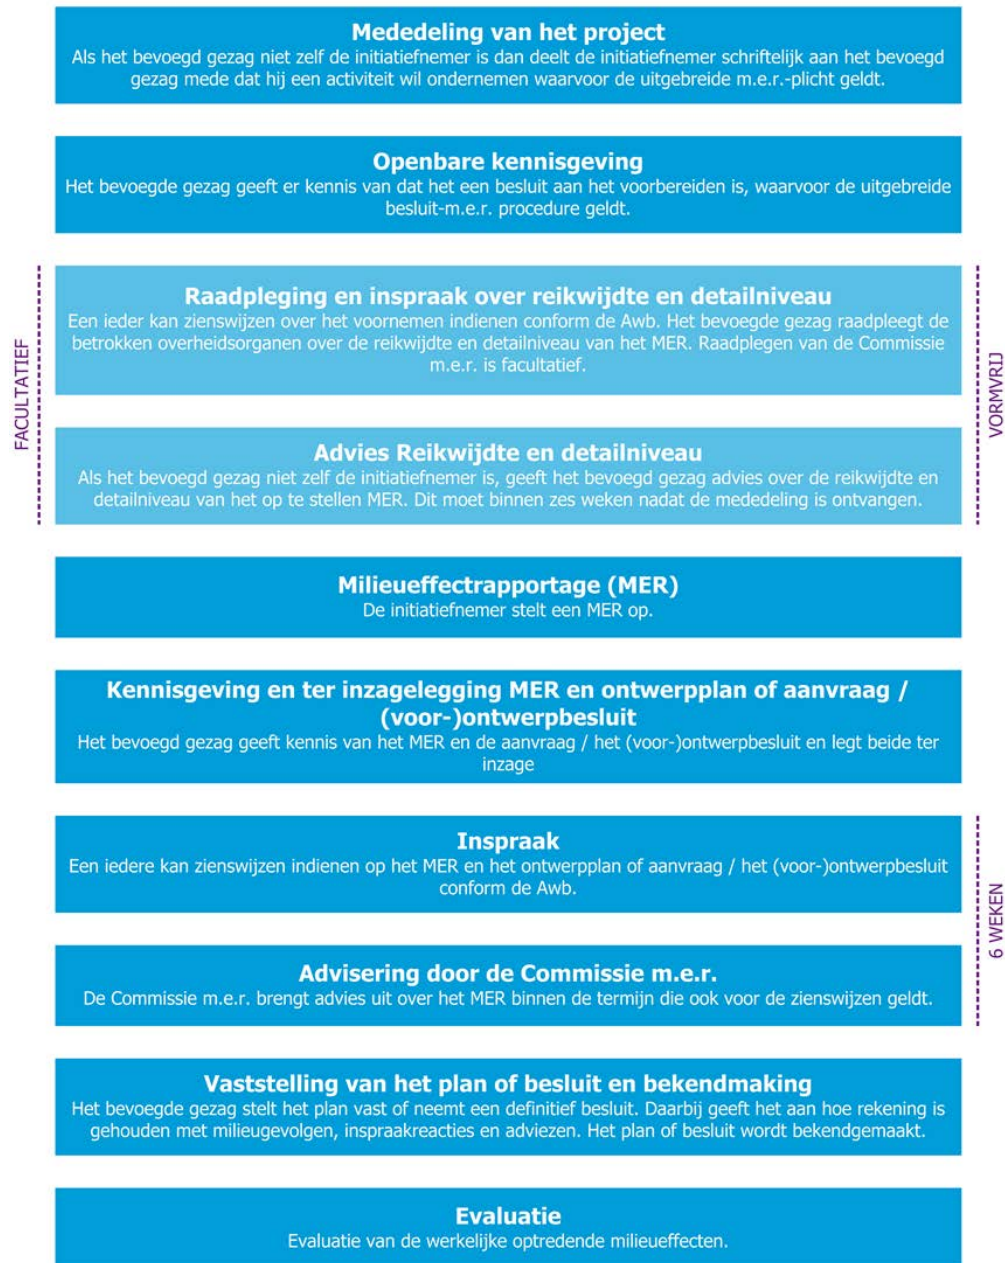 Mededeling van het project
Als het bevoegd gezag niet zelf de initiatiefnemer is dan deelt de initiatiefnemer schriftelijk aan het bevoegd
gezag mede dat hij een activiteit wil ondernemen waarvoor de uitgebreide m.e.r.-plicht geldt.
Openbare kennisgeving
Het bevoegde gezag geeft er kennis van dat het een besluit aan het voorbereiden is, waarvoor de uitgebreide
besluit-m.e.r. procedure geldt.
FACULTATIEF
Raadpleging en inspraak over reikwijdte en detailniveau
Een ieder kan zienswijzen over het voornemen indienen conform de Awb. Het bevoegde gezag raadpleegt de
betrokken overheidsorganen over de reikwijdte en detailniveau van het MER. Raadplegen van de Commissie
m.e.r. is facultatief.
VORMVRIJ
Advies Reikwijdte en detailniveau
Als het bevoegd gezag niet zelf de initiatiefnemer is, geeft het bevoegd gezag advies over de reikwijdte en
detailniveau van het op te stellen MER. Dit moet binnen zes weken nadat de mededeling is ontvangen.
Milieueffectrapportage (MER)
De initiatiefnemer stelt een MER op.
Kennisgeving en ter inzagelegging MER en ontwerpplan of aanvraag /
(voor-)ontwerpbesluit
Het bevoegd gezag geeft kennis van het MER en de aanvraag / het (voor-)ontwerpbesluit en legt beide ter
inzage
Inspraak
Een iedere kan zienswijzen indienen op het MER en het ontwerpplan of aanvraag / het (voor-)ontwerpbesluit
conform de Awb.
6 WEKEN
Advisering door de Commissie m.e.r.
De Commissie m.e.r. brengt advies uit over het MER binnen de termijn die ook voor de zienswijzen geldt.
Vaststelling van het plan of besluit en bekendmaking
Het bevoegde gezag stelt het plan vast of neemt een definitief besluit. Daarbij geeft het aan hoe rekening is
gehouden met milieugevolgen, inspraakreacties en adviezen. Het plan of besluit wordt bekendgemaakt.
Evaluatie
Evaluatie van de werkelijke optredende milieueffecten.